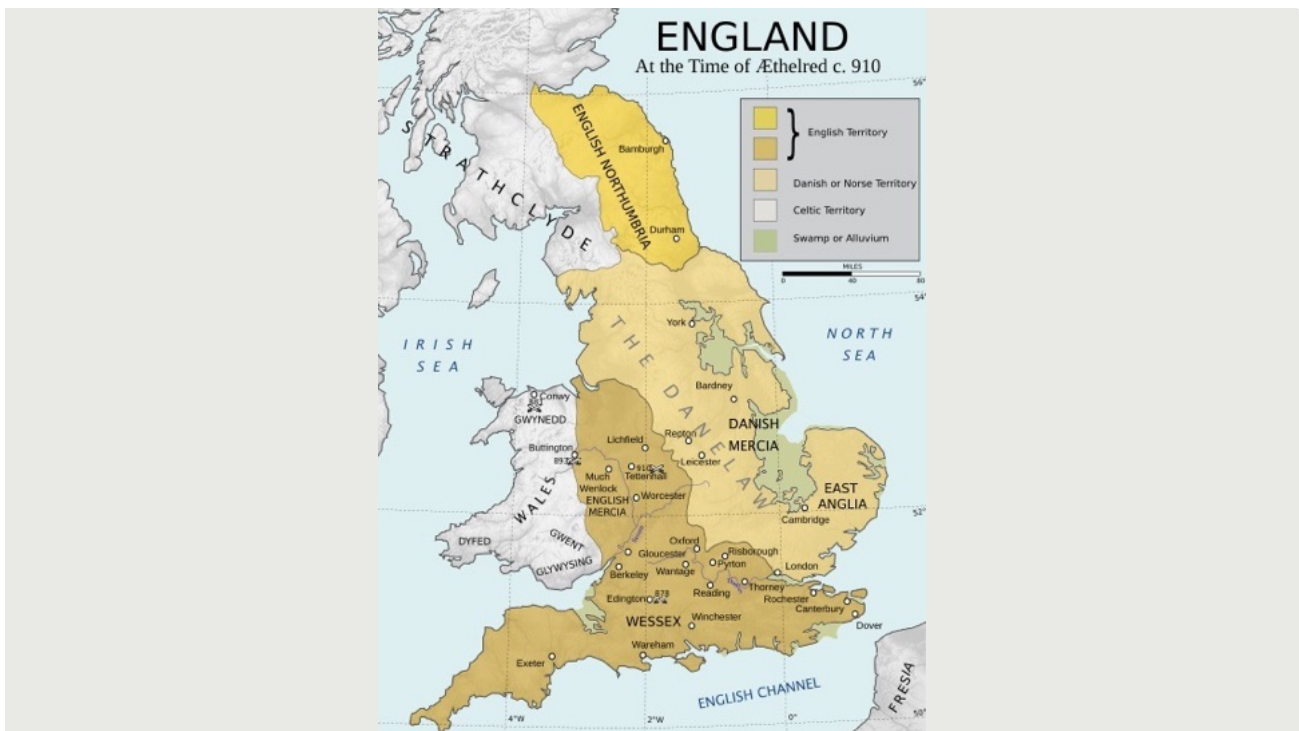 ENGLAND
At the Time of Æthelred c. 910
56°
English Territory
Danish or Norse Territory
Celtic Territory
Swamp or Alluvium
MILES
0 40 80
54°
STRATHCLYDE
ENGLISH NORTHUMBRIA
Bamburgh
Durham
IRISH
SEA
NORTH
SEA
THE DANELAW
York
Bardney
DANISH
MERCIA
Conwy
881
GWYNEDD
Lichfield
Repton
Buttington
893
910
Tettenhall
Leicester
Much
Wenlock
ENGLISH
MERCIA
Worcester
EAST
ANGLIA
Cambridge
52°
WALES
DYFED
GWENT
GLYWYSING
Oxford
Gloucester
Risborough
Pyrton
Berkeley
Wantage
London
Reading
Thorney
Rochester
Edington
878
Canterbury
WESSEX
Winchester
Dover
Wareham
Exeter
ENGLISH CHANNEL
FRESIA
4°W
2°W
0°
50°